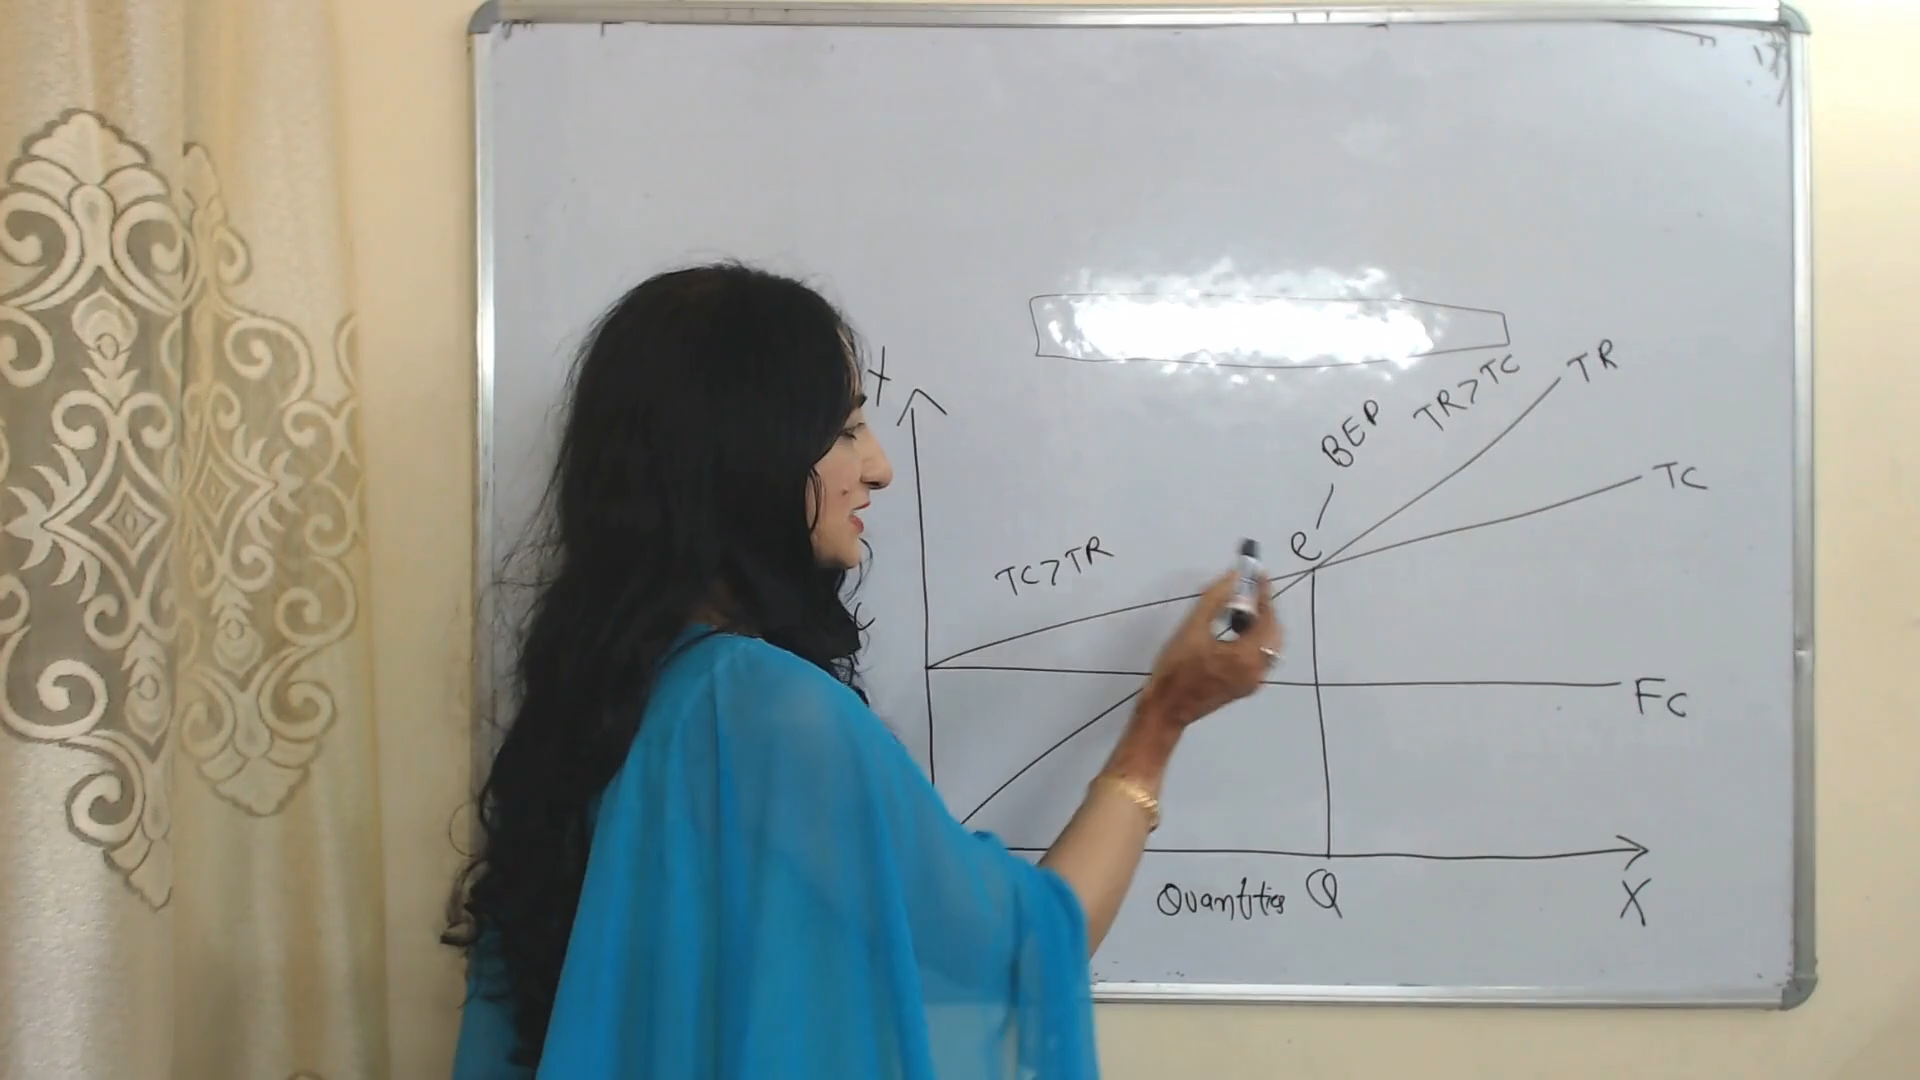 TR
TR>TC
BEP
TC
e
TC>TR
FC
Quantities Q
X